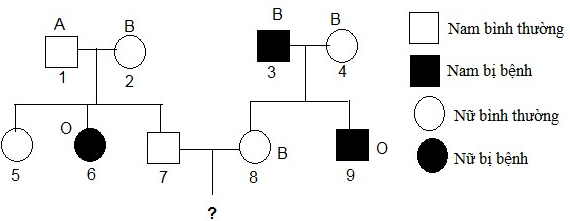 A
B
1
2
B
B
3
4
5
O
6
7
8
B
9
O
?
Nam bình thường
Nam bị bệnh
Nữ bình thường
Nữ bị bệnh